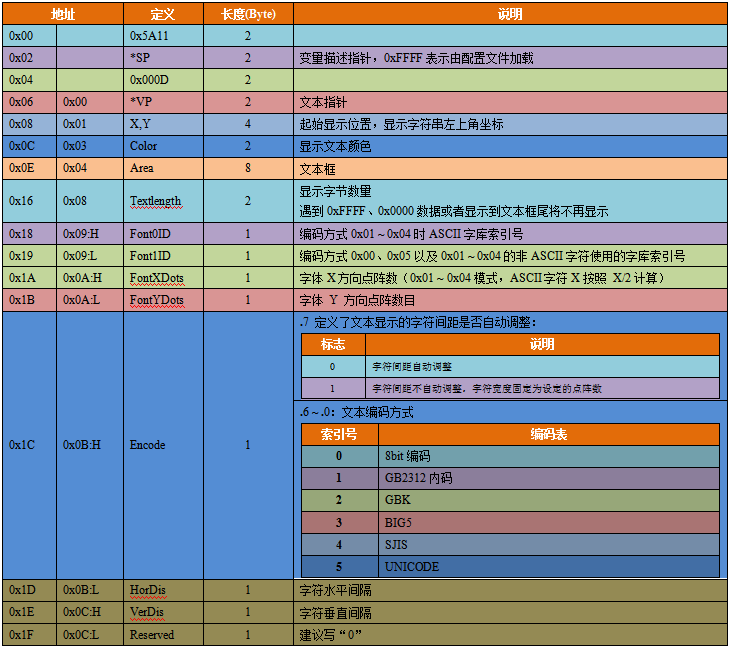 地址 定义 长度(Byte) 说明
0x00 0x5A11 2
0x02 *SP 2 变量描述指针，0xFFFF 表示由配置文件加载
0x04 0x000D 2
0x06 0x00 *VP 2 文本指针
0x08 0x01 X,Y 4 起始显示位置，显示字符串左上角坐标
0x0C 0x03 Color 2 显示文本颜色
0x0E 0x04 Area 8 文本框
0x16 0x08 Textlength 2 显示字节数量
遇到 0xFFFF、0x0000 数据或者显示到文本框尾将不再显示
0x18 0x09:H Font0ID 1 编码方式 0x01～0x04 时 ASCII 字库索引号
0x19 0x09:L Font1ID 1 编码方式 0x00、0x05 以及 0x01～0x04 的非 ASCII 字符使用的字库索引号
0x1A 0x0A:H FontXDots 1 字体 X 方向点阵数（0x01～0x04 模式，ASCII 字符 X 按照 X/2 计算）
0x1B 0x0A:L FontYDots 1 字体 Y 方向点阵数目
0x1C 0x0B:H Encode 1 .7 定义了文本显示的字符间距是否自动调整：
标志 说明
0 字符间距自动调整
1 字符间距不自动调整，字符宽度固定为设定的点阵数
.6～.0：文本编码方式
索引号 编码表
0 8bit 编码
1 GB2312 内码
2 GBK
3 BIG5
4 SJIS
5 UNICODE
0x1D 0x0B:L HorDis 1 字符水平间隔
0x1E 0x0C:H VerDis 1 字符垂直间隔
0x1F 0x0C:L Reserved 1 建议写“0”